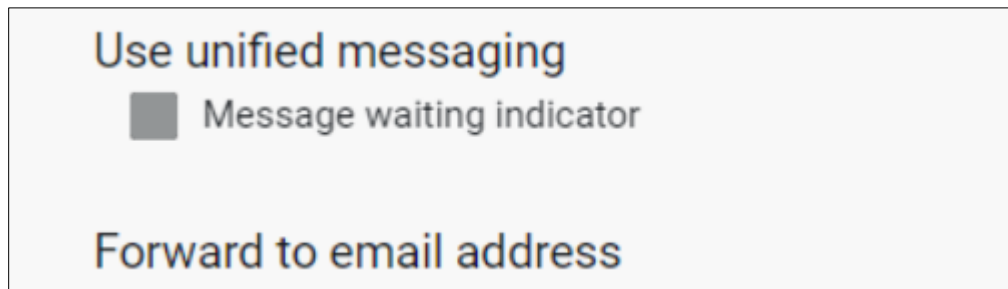 Use unified messaging
Message waiting indicator
Forward to email address